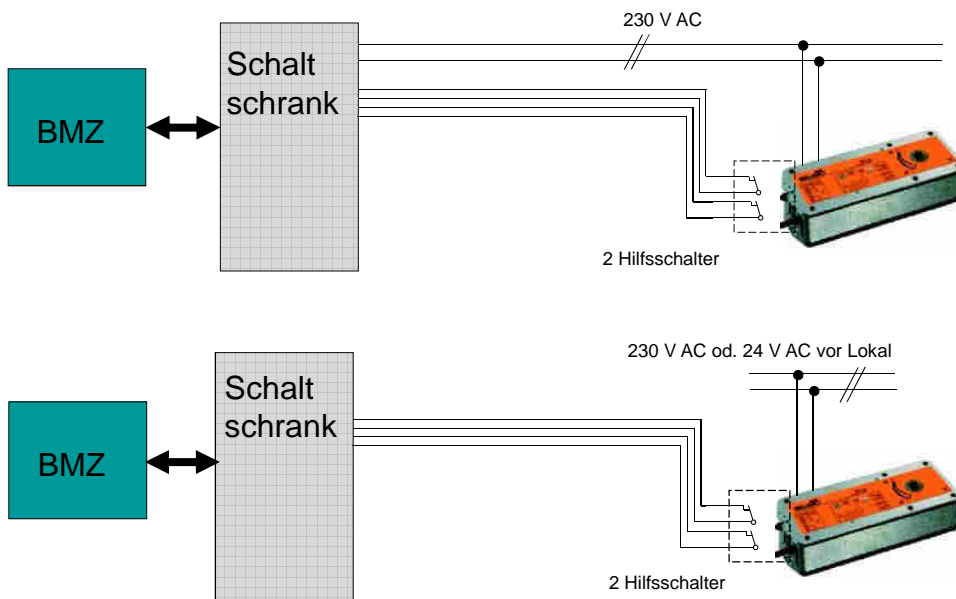 230 V AC
Schalt
schrank
BMZ
2 Hilfsschalter
230 V AC od. 24 V AC vor Lokal
Schalt
schrank
BMZ
2 Hilfsschalter